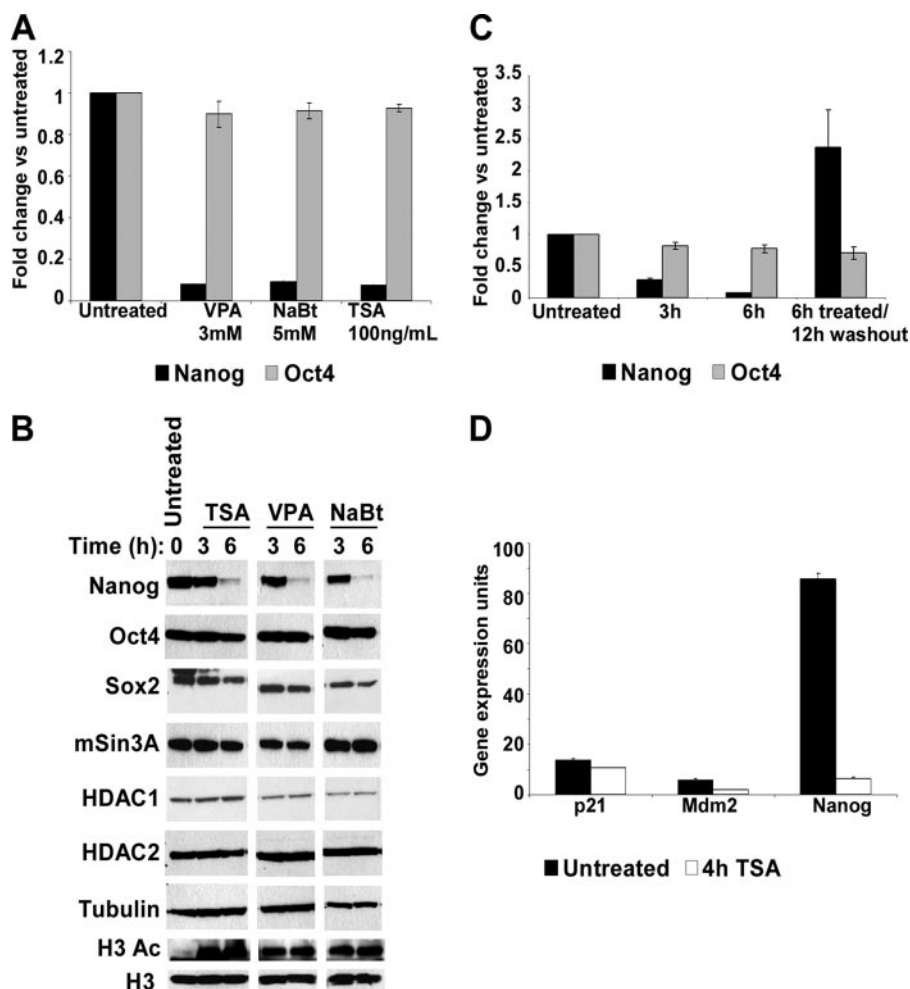 A
Fold change vs untreated
1.2
1
0.8
0.6
0.4
0.2
0
Untreated
VPA
3mM
NaBt
5mM
TSA
100ng/mL
Nanog
Oct4
C
Fold change vs untreated
3.5
3
2.5
2
1.5
1
0.5
0
Untreated
3h
6h
6h treated/
12h washout
Nanog
Oct4
B
Untreated
TSA
VPA
NaBt
Time (h): 0 3 6 3 6 3 6
Nanog
Oct4
Sox2
mSin3A
HDAC1
HDAC2
Tubulin
H3 Ac
H3
D
Gene expression units
100
80
60
40
20
0
p21
Mdm2
Nanog
Untreated
4h TSA